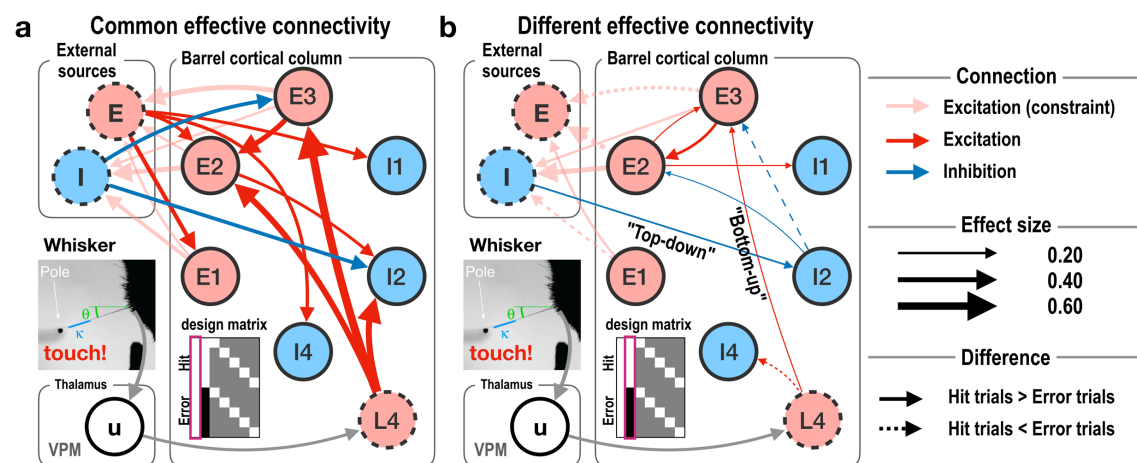 a
Common effective connectivity
External
sources
Barrel cortical column
E
I
E3
E2
I1
E1
I2
I4
L4
Whisker
Pole
θ
κ
touch!
design matrix
Hit
Error
Thalamus
u
VPM
b
Different effective connectivity
External
sources
Barrel cortical column
E
I
E3
E2
I1
E1
I2
I4
L4
"Top-down"
"Bottom-up"
Whisker
Pole
θ
κ
touch!
design matrix
Hit
Error
Thalamus
u
VPM
Connection
Excitation (constraint)
Excitation
Inhibition
Effect size
0.20
0.40
0.60
Difference
Hit trials > Error trials
Hit trials < Error trials